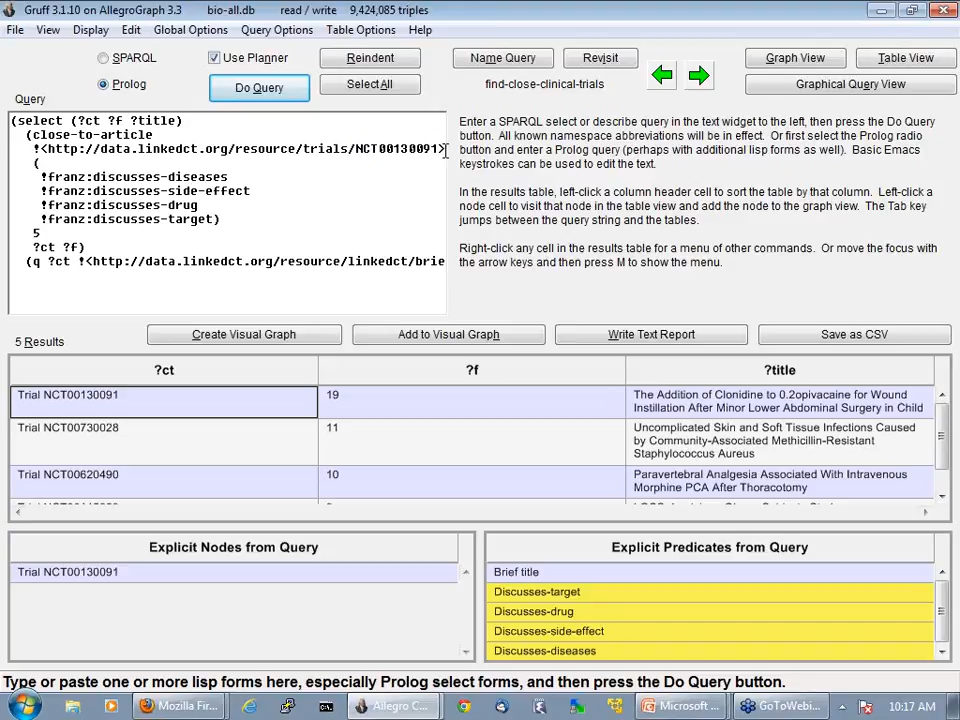 Gruff 3.1.10 on AllegroGraph 3.3 bio-all.db read / write 9,424,085 triples
File View Display Edit Global Options Query Options Table Options Help
SPARQL Use Planner Reindent Name Query Revisit Graph View Table View
Prolog Do Query Select All find-close-clinical-trials Graphical Query View
Query
(select (?ct ?f ?title)
(close-to-article
!<http://data.linkedct.org/resource/trials/NCT00130091>
(
!franz:discusses-diseases
!franz:discusses-side-effect
!franz:discusses-drug
!franz:discusses-target)
5
?ct ?f)
(q ?ct !<http://data.linkedct.org/resource/linkedct/brie
Enter a SPARQL select or describe query in the text widget to the left, then press the Do Query
button. All known namespace abbreviations will be in effect. Or first select the Prolog radio
button and enter a Prolog query (perhaps with additional lisp forms as well). Basic Emacs
keystrokes can be used to edit the text.
In the results table, left-click a column header cell to sort the table by that column. Left-click a
node cell to visit that node in the table view and add the node to the graph view. The Tab key
jumps between the query string and the tables.
Right-click any cell in the results table for a menu of other commands. Or move the focus with
the arrow keys and then press M to show the menu.
5 Results Create Visual Graph Add to Visual Graph Write Text Report Save as CSV
?ct ?f ?title
Trial NCT00130091 19 The Addition of Clonidine to 0.2opivacaine for Wound
Instillation After Minor Lower Abdominal Surgery in Child
Trial NCT00730028 11 Uncomplicated Skin and Soft Tissue Infections Caused
by Community-Associated Methicillin-Resistant
Staphylococcus Aureus
Trial NCT00620490 10 Paravertebral Analgesia Associated With Intravenous
Morphine PCA After Thoracotomy
Explicit Nodes from Query
Trial NCT00130091
Explicit Predicates from Query
Brief title
Discusses-target
Discusses-drug
Discusses-side-effect
Discusses-diseases
Type or paste one or more lisp forms here, especially Prolog select forms, and then press the Do Query button.
Mozilla Fir... Allegro C... Microsoft ... GoToWebi... 10:17 AM